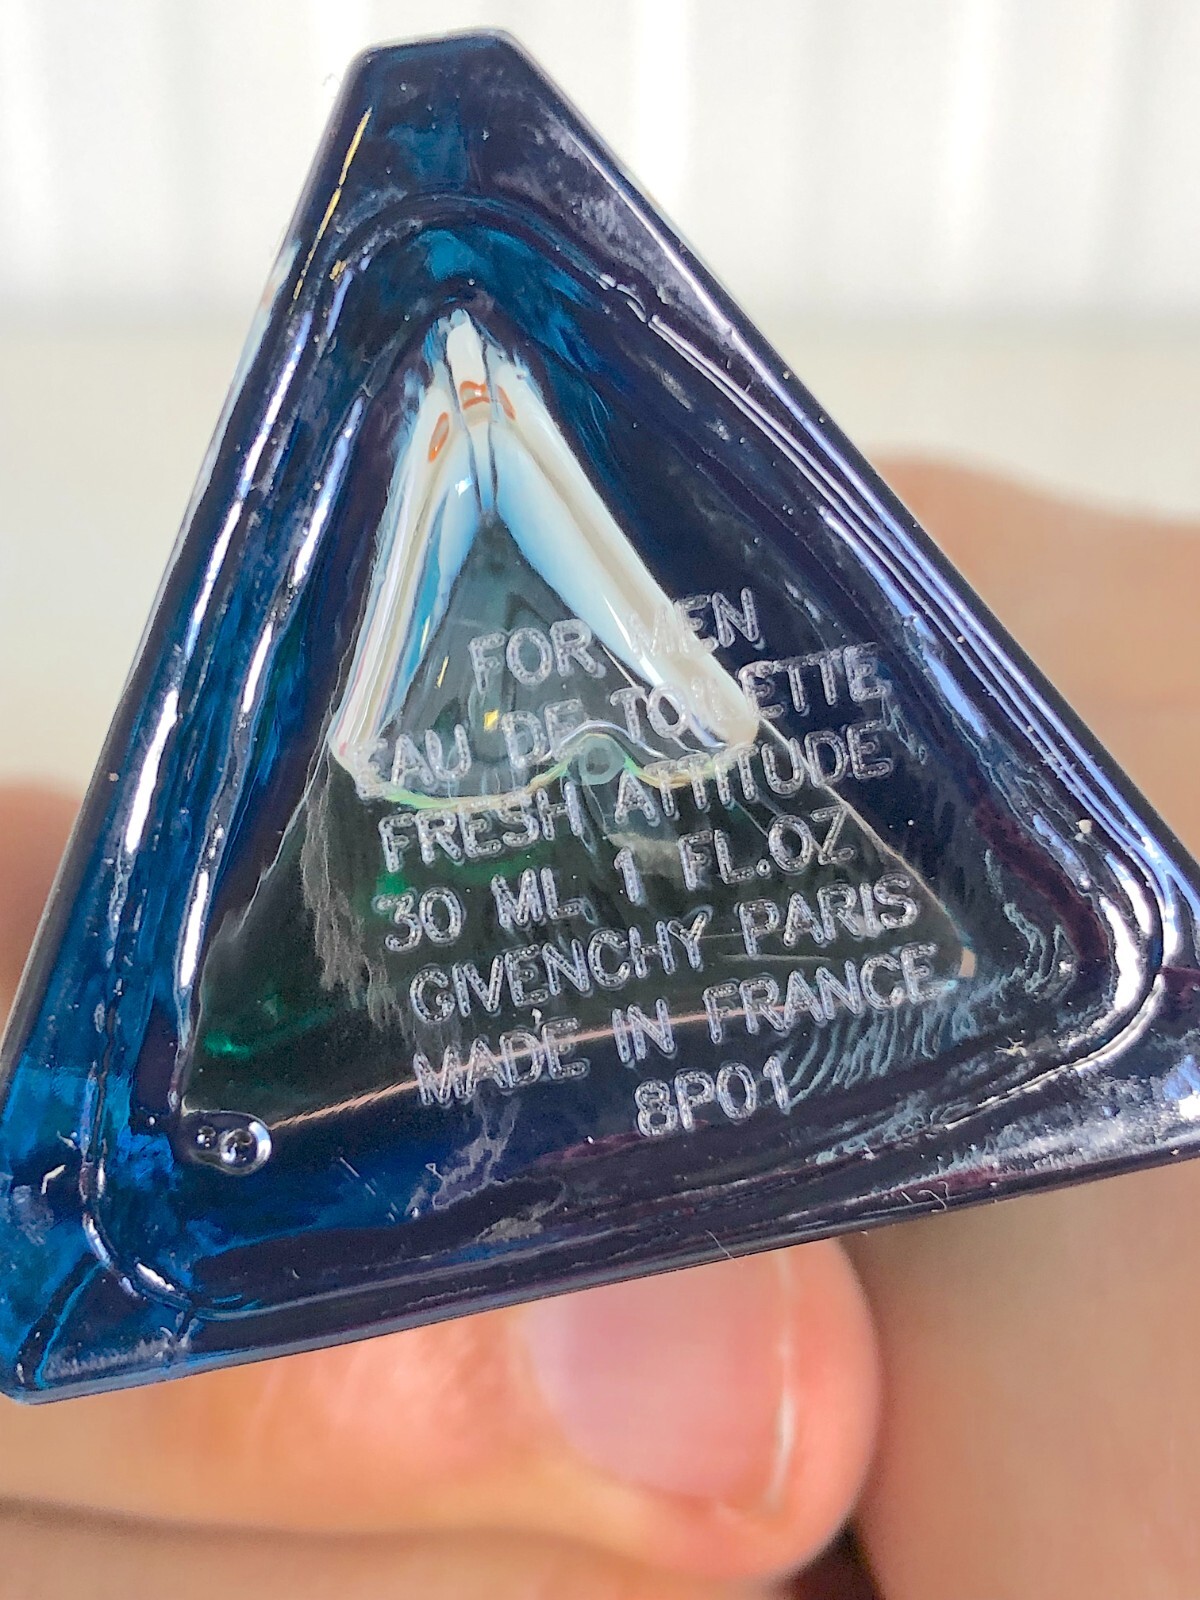 FOR MEN
EAU DE TOILETTE
FRESH ATTITUDE
30 ML 1 FL.OZ
GIVENCHY PARIS
MADE IN FRANCE
8P01